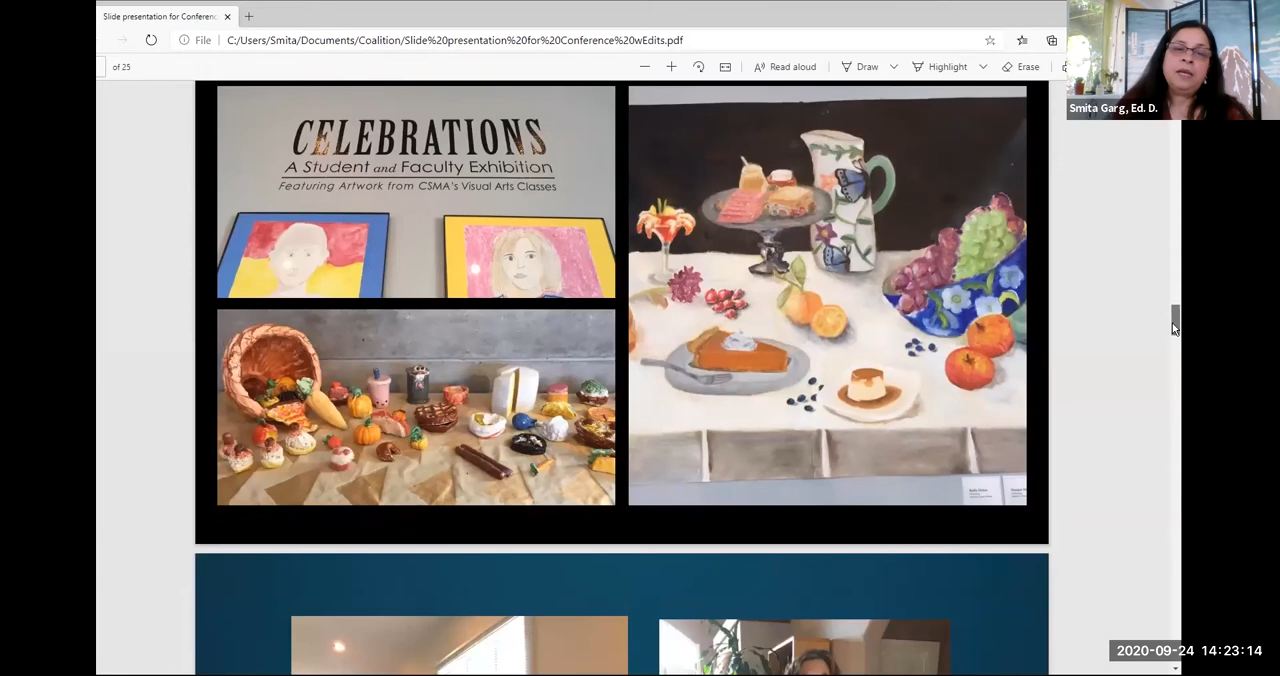 Slide presentation for Conferenc
File
C:/Users/Smita/Documents/Coalition/Slide%20presentation%20for%20Conference%20wEdits.pdf
of 25
Read aloud
Draw
Highlight
Erase
Smita Garg, Ed. D.
CELEBRATIONS
A Student and Faculty Exhibition
Featuring Artwork from CSMA's Visual Arts Classes
2020-09-24 14:23:14